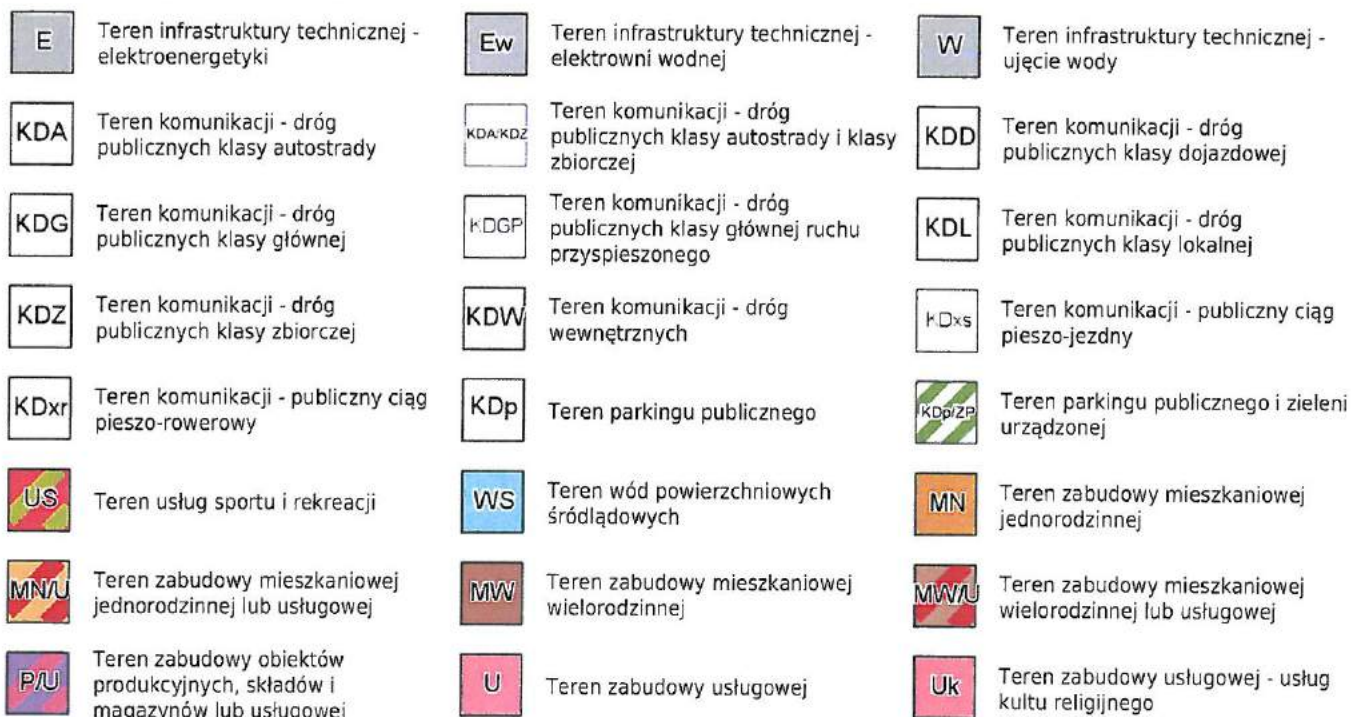 E
Teren infrastruktury technicznej -
elektroenergetyki
Ew
Teren infrastruktury technicznej -
elektrowni wodnej
W
Teren infrastruktury technicznej -
ujęcie wody
KDA
Teren komunikacji - dróg
publicznych klasy autostrady
KDA/KDZ
Teren komunikacji - dróg
publicznych klasy autostrady i klasy
zbiorczej
KDD
Teren komunikacji - dróg
publicznych klasy dojazdowej
KDG
Teren komunikacji - dróg
publicznych klasy głównej
KDGP
Teren komunikacji - dróg
publicznych klasy głównej ruchu
przyspieszonego
KDL
Teren komunikacji - dróg
publicznych klasy lokalnej
KDZ
Teren komunikacji - dróg
publicznych klasy zbiorczej
KDW
Teren komunikacji - dróg
wewnętrznych
KDxs
Teren komunikacji - publiczny ciąg
pieszo-jezdny
KDxr
Teren komunikacji - publiczny ciąg
pieszo-rowerowy
KDp
Teren parkingu publicznego
KDp/ZP
Teren parkingu publicznego i zieleni
urządzonej
US
Teren usług sportu i rekreacji
WS
Teren wód powierzchniowych
śródlądowych
MN
Teren zabudowy mieszkaniowej
jednorodzinnej
MN/U
Teren zabudowy mieszkaniowej
jednorodzinnej lub usługowej
MW
Teren zabudowy mieszkaniowej
wielorodzinnej
MW/U
Teren zabudowy mieszkaniowej
wielorodzinnej lub usługowej
P/U
Teren zabudowy obiektów
produkcyjnych, składów i
magazynów lub usługowej
U
Teren zabudowy usługowej
Uk
Teren zabudowy usługowej - usług
kultu religijnego